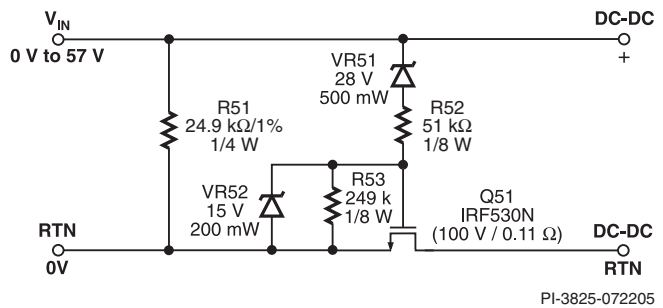 V_IN
0 V to 57 V
DC-DC
+
VR51
28 V
500 mW
R51
24.9 kΩ/1%
1/4 W
R52
51 kΩ
1/8 W
VR52
15 V
200 mW
R53
249 k
1/8 W
Q51
IRF530N
(100 V / 0.11 Ω)
RTN
0V
DC-DC
RTN
PI-3825-072205